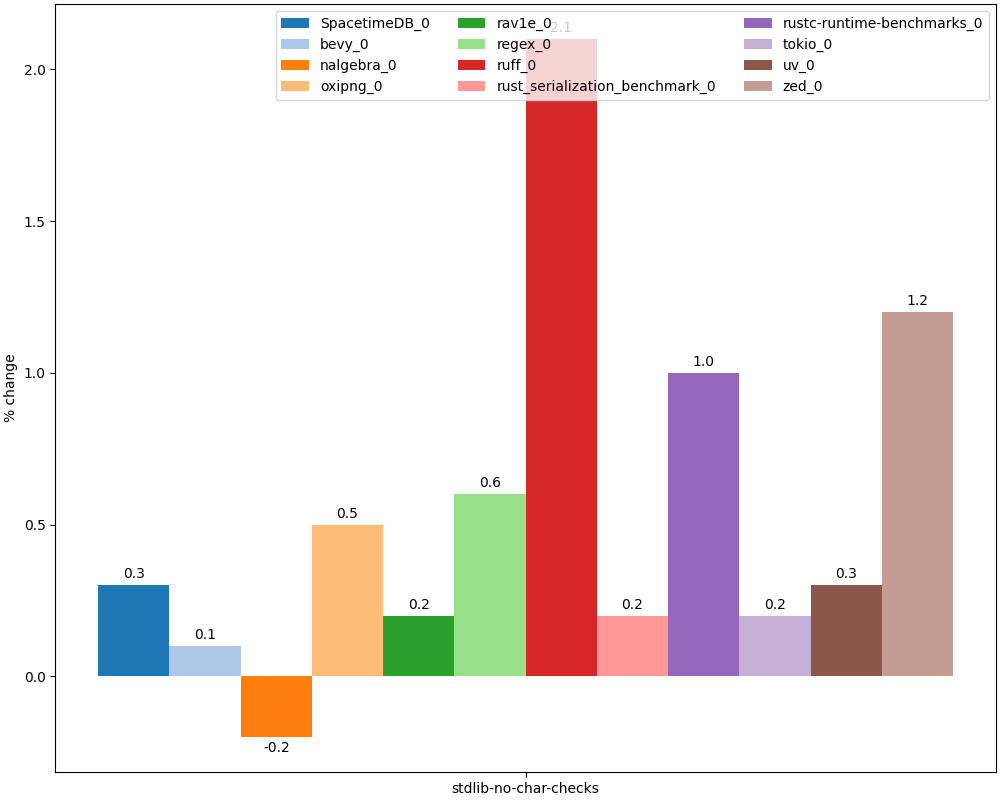 SpacetimeDB_0
bevy_0
nalgebra_0
oxipng_0
rav1e_0
regex_0
ruff_0
rust_serialization_benchmark_0
rustc-runtime-benchmarks_0
tokio_0
uv_0
zed_0
% change
2.0
1.5
1.0
0.5
0.0
0.3
0.1
-0.2
0.5
0.2
0.6
2.1
0.2
1.0
0.2
0.3
1.2
stdlib-no-char-checks